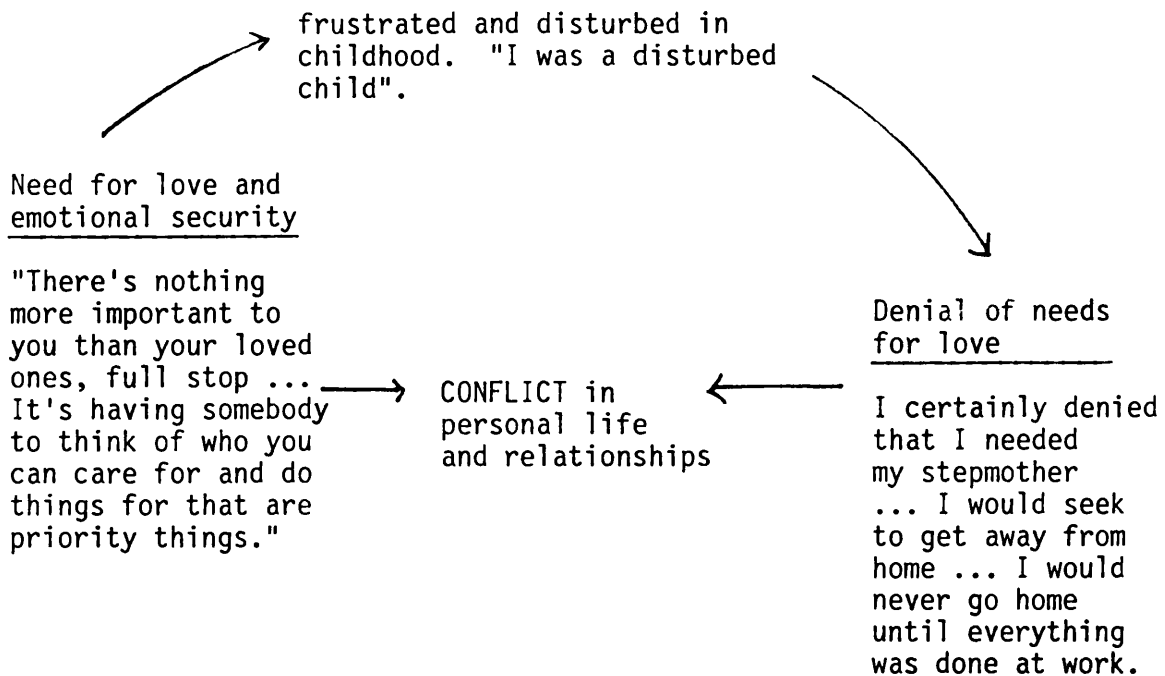 frustrated and disturbed in
childhood. "I was a disturbed
child".
Need for love and
emotional security
"There's nothing
more important to
you than your loved
ones, full stop ...
It's having somebody
to think of who you
can care for and do
things for that are
priority things."
CONFLICT in
personal life
and relationships
Denial of needs
for love
I certainly denied
that I needed
my stepmother
... I would seek
to get away from
home ... I would
never go home
until everything
was done at work.